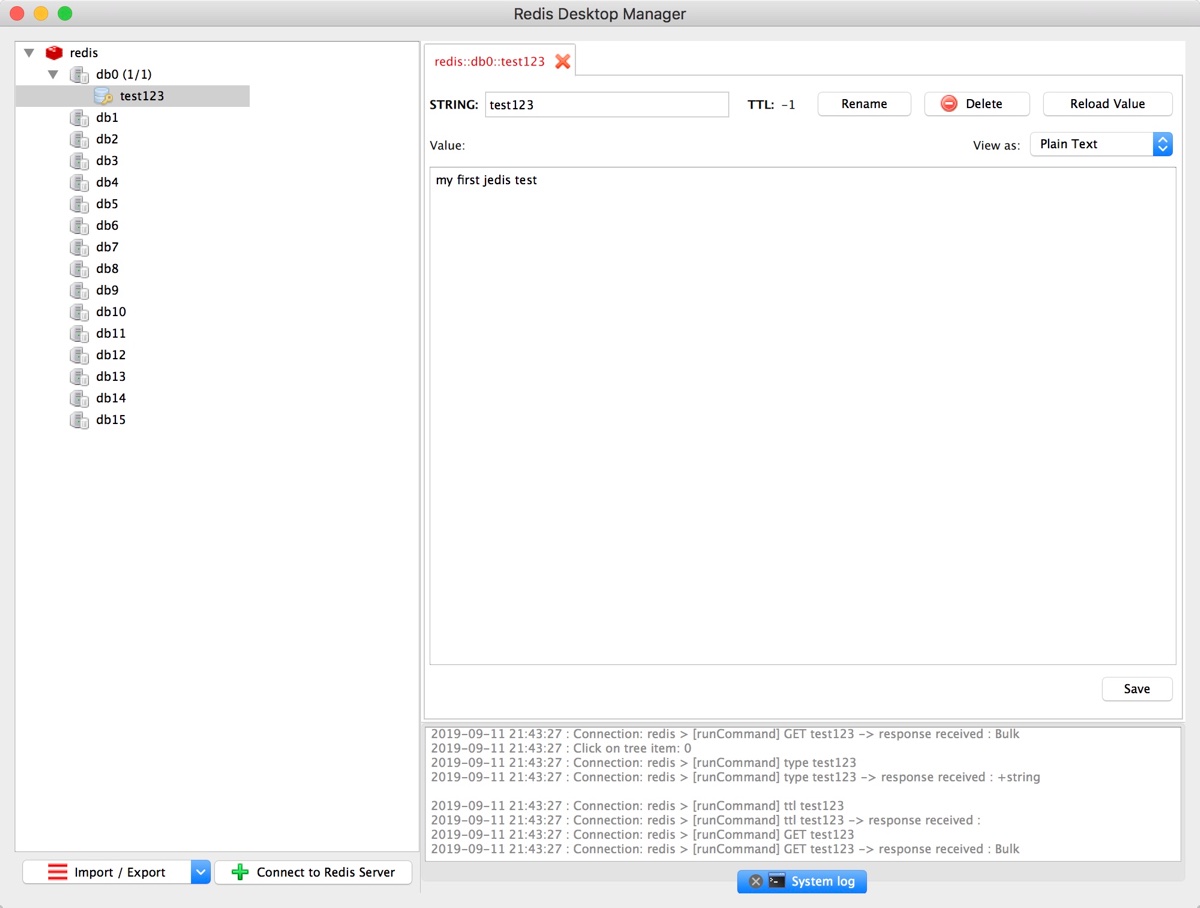 Redis Desktop Manager
redis
db0 (1/1)
test123
db1
db2
db3
db4
db5
db6
db7
db8
db9
db10
db11
db12
db13
db14
db15
Import / Export
Connect to Redis Server
redis::db0::test123
STRING: test123 TTL: -1 Rename Delete Reload Value
Value: View as: Plain Text
my first jedis test
Save
2019-09-11 21:43:27 : Connection: redis > [runCommand] GET test123 -> response received : Bulk
2019-09-11 21:43:27 : Click on tree item: 0
2019-09-11 21:43:27 : Connection: redis > [runCommand] type test123
2019-09-11 21:43:27 : Connection: redis > [runCommand] type test123 -> response received : +string
2019-09-11 21:43:27 : Connection: redis > [runCommand] ttl test123
2019-09-11 21:43:27 : Connection: redis > [runCommand] ttl test123 -> response received :
2019-09-11 21:43:27 : Connection: redis > [runCommand] GET test123
2019-09-11 21:43:27 : Connection: redis > [runCommand] GET test123 -> response received : Bulk
System log